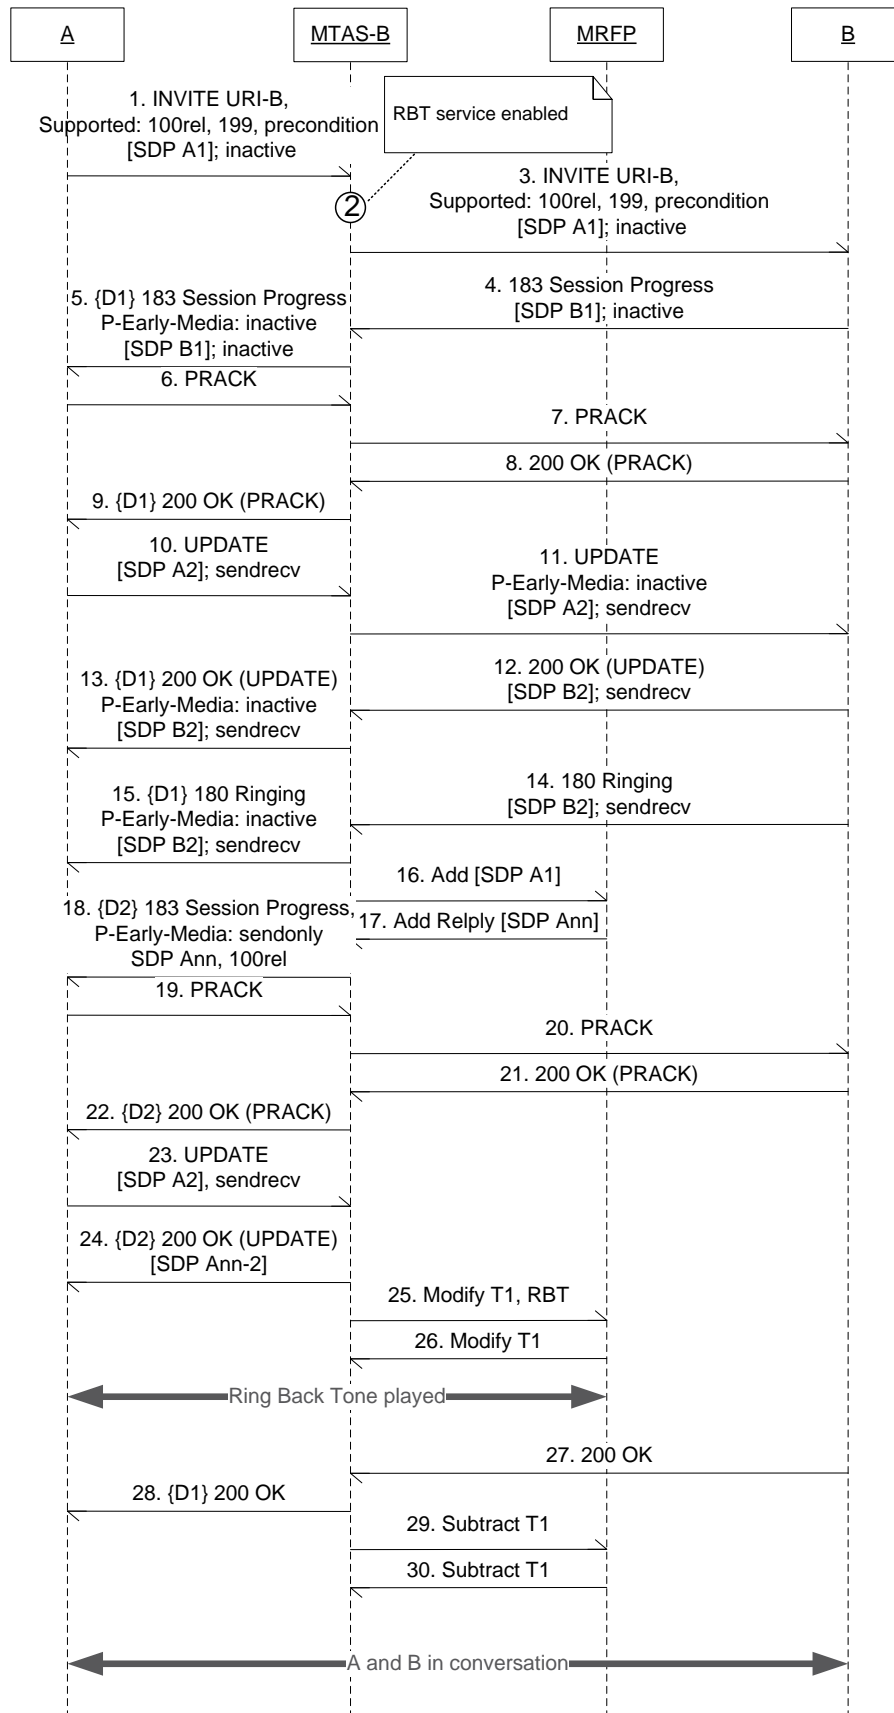 A
MTAS-B
MRFP
B
1. INVITE URI-B,
Supported: 100rel, 199, precondition
[SDP A1]; inactive
RBT service enabled
2
3. INVITE URI-B,
Supported: 100rel, 199, precondition
[SDP A1]; inactive
4. 183 Session Progress
[SDP B1]; inactive
5. {D1} 183 Session Progress
P-Early-Media: inactive
[SDP B1]; inactive
6. PRACK
7. PRACK
8. 200 OK (PRACK)
9. {D1} 200 OK (PRACK)
10. UPDATE
[SDP A2]; sendrecv
11. UPDATE
P-Early-Media: inactive
[SDP A2]; sendrecv
12. 200 OK (UPDATE)
[SDP B2]; sendrecv
13. {D1} 200 OK (UPDATE)
P-Early-Media: inactive
[SDP B2]; sendrecv
14. 180 Ringing
[SDP B2]; sendrecv
15. {D1} 180 Ringing
P-Early-Media: inactive
[SDP B2]; sendrecv
16. Add [SDP A1]
17. Add Relply [SDP Ann]
18. {D2} 183 Session Progress,
P-Early-Media: sendonly
SDP Ann, 100rel
19. PRACK
20. PRACK
21. 200 OK (PRACK)
22. {D2} 200 OK (PRACK)
23. UPDATE
[SDP A2], sendrecv
24. {D2} 200 OK (UPDATE)
[SDP Ann-2]
25. Modify T1, RBT
26. Modify T1
Ring Back Tone played
27. 200 OK
28. {D1} 200 OK
29. Subtract T1
30. Subtract T1
A and B in conversation